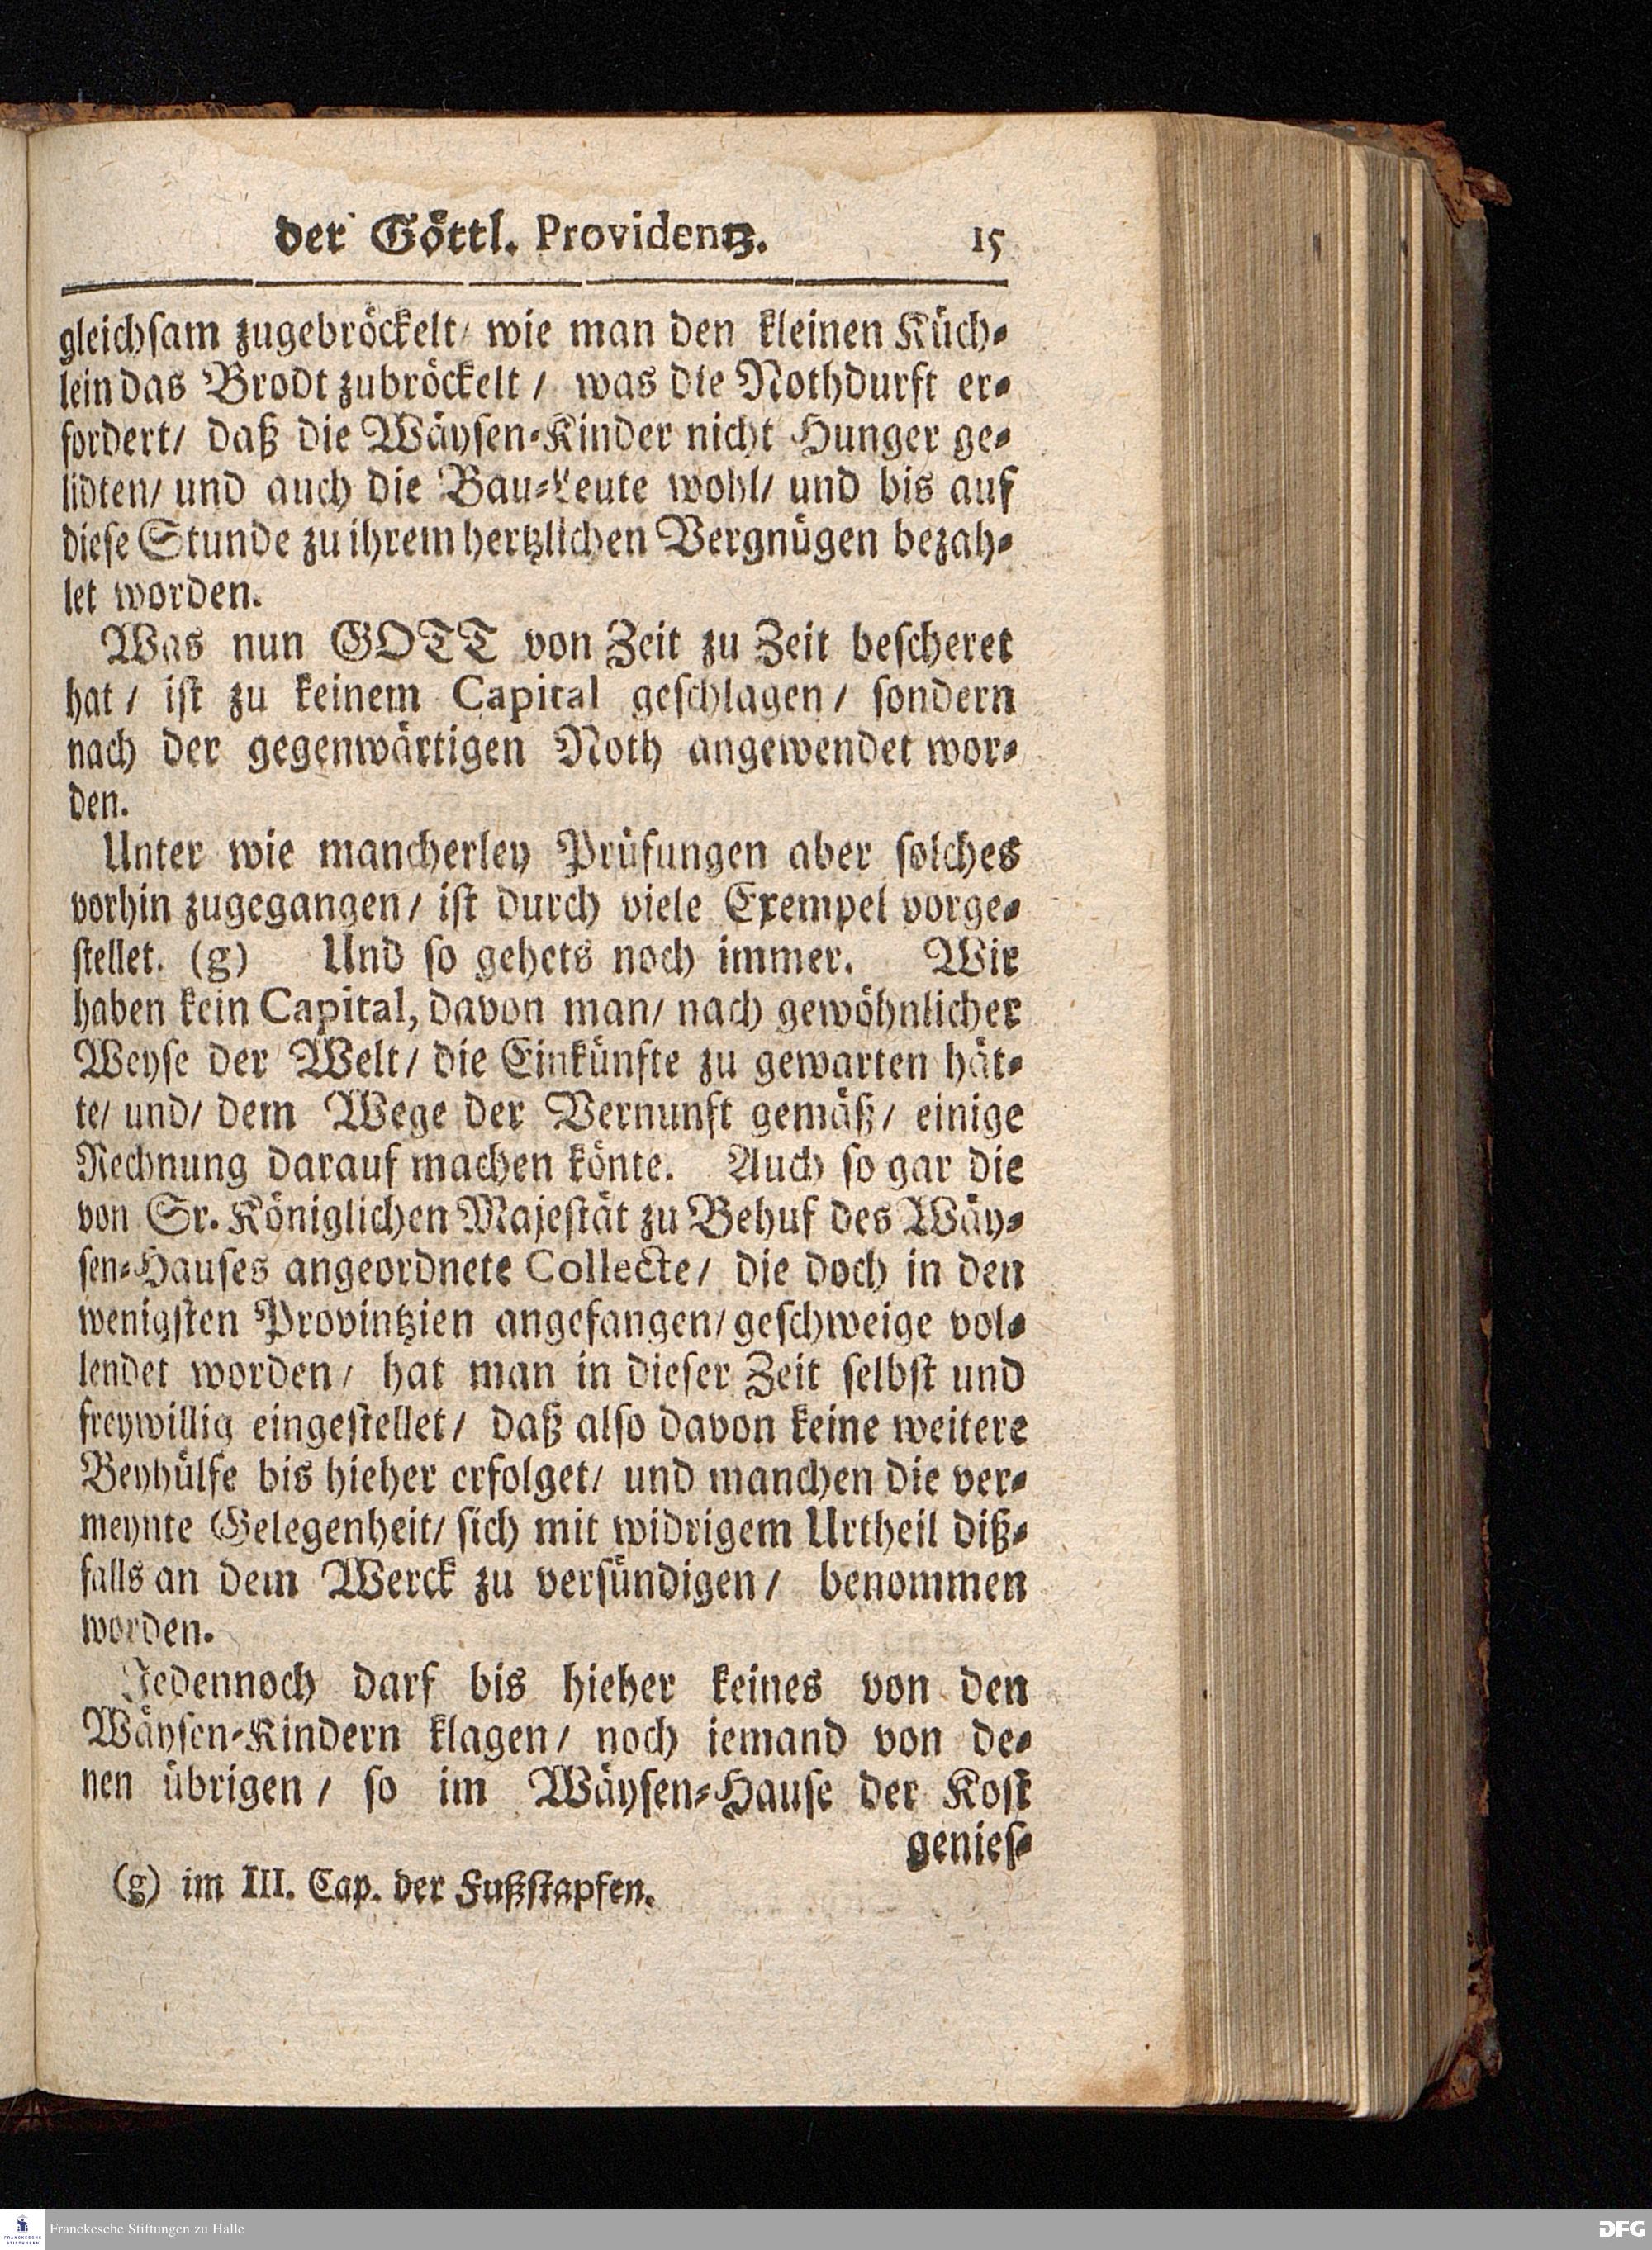 der Göttl. Providentz. 15
gleichsam zugebröckelt/ wie man den kleinen Küch-
lein das Brodt zubröckelt / was die Nothdurft er-
fordert/ daß die Wäysen-Kinder nicht Hunger ge-
lidten/ und auch die Bau-Leute wohl/ und bis auf
diese Stunde zu ihrem hertzlichen Vergnügen bezah-
let worden.
Was nun GOTT von Zeit zu Zeit bescheret
hat / ist zu keinem Capital geschlagen / sondern
nach der gegenwärtigen Noth angewendet wor-
den.
Unter wie mancherley Prüfungen aber solches
vorhin zugegangen / ist durch viele Exempel vorge-
stellet. (g) Und so gehets noch immer. Wir
haben kein Capital, davon man/ nach gewöhnlicher
Weyse der Welt/ die Einkünfte zu gewarten hät-
te/ und/ dem Wege der Vernunft gemäß/ einige
Rechnung darauf machen könte. Auch so gar die
von Sr. Königlichen Majestät zu Behuf des Wäy-
sen-Hauses angeordnete Collecte/ die doch in den
wenigsten Provintzien angefangen/ geschweige vol-
lendet worden/ hat man in dieser Zeit selbst und
freywillig eingestellet/ daß also davon keine weitere
Beyhülfe bis hieher erfolget/ und manchen die ver-
meynte Gelegenheit/ sich mit widrigem Urtheil diß-
falls an dem Werck zu versündigen/ benommen
worden.
Jedennoch darf bis hieher keines von den
Wäysen-Kindern klagen/ noch iemand von de-
nen übrigen / so im Wäysen-Hause der Kost
genies-
(g) im III. Cap. der Fußstapfen.
FRANCKESCHE STIFTUNGEN
Franckesche Stiftungen zu Halle
DFG